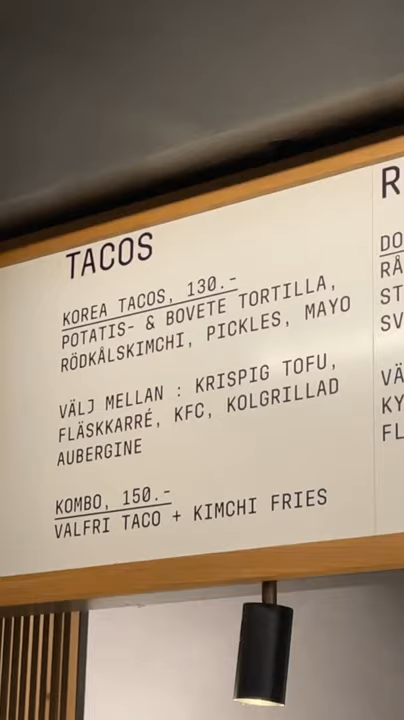 TACOS
KOREA TACOS, 130.-
POTATIS- & BOVETE TORTILLA,
RÖDKÅLSKIMCHI, PICKLES, MAYO
VÄLJ MELLAN : KRISPIG TOFU,
FLÄSKKARRÉ, KFC, KOLGRILLAD
AUBERGINE
KOMBO, 150.-
VALFRI TACO + KIMCHI FRIES
R
DO
RÅ
ST
SV
VÄ
KY
FL